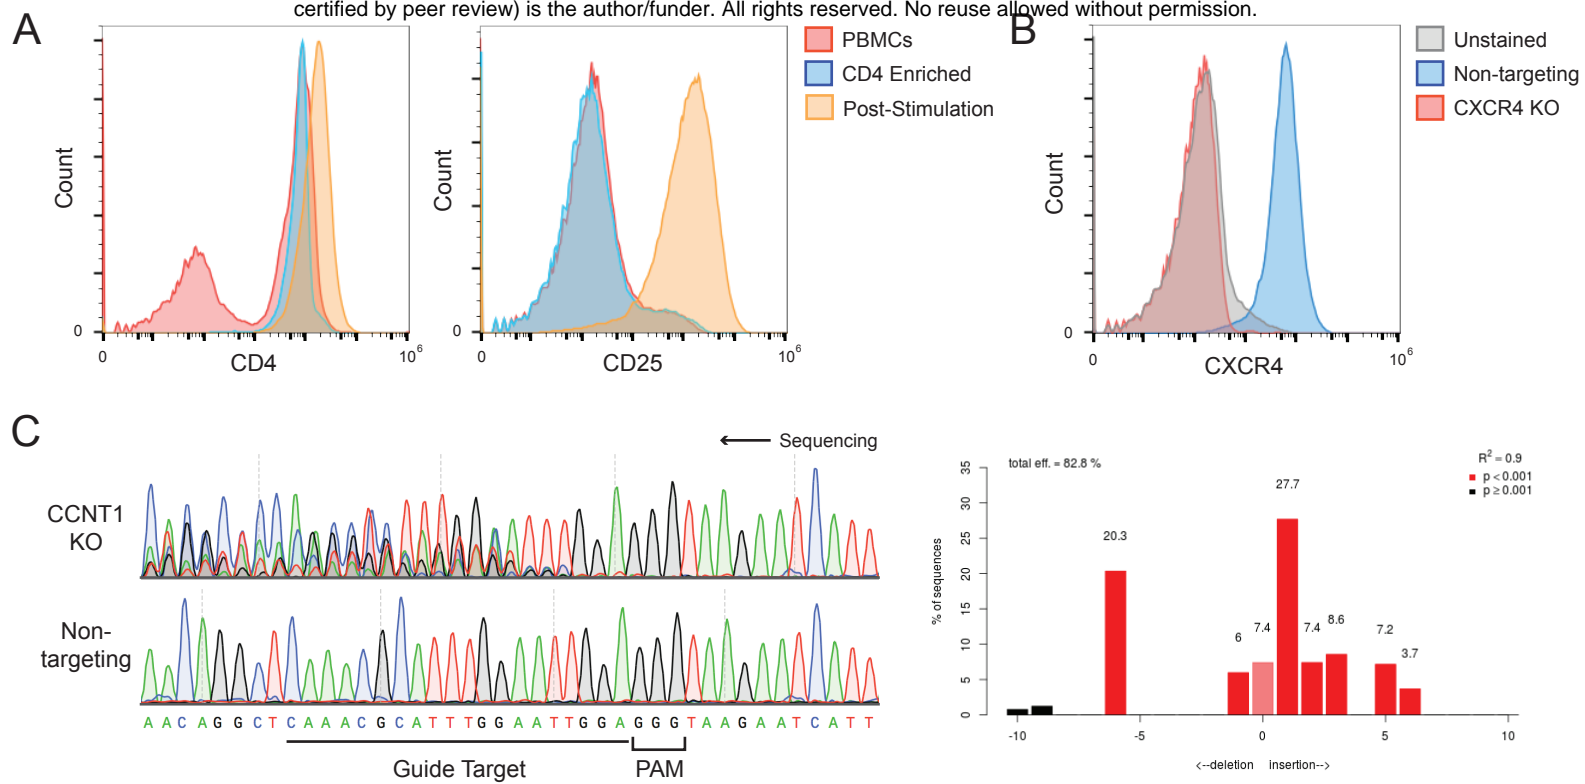 certified by peer review) is the author/funder. All rights reserved. No reuse allowed without permission.
A
Count
0
0
10^6
CD4
Count
0
0
10^6
CD25
PBMCs
CD4 Enriched
Post-Stimulation
B
Count
0
0
10^6
CXCR4
Unstained
Non-targeting
CXCR4 KO
C
Sequencing
CCNT1
KO
Non-
targeting
A A C A G G C T C A A A C G C A T T T G G A A T T G G A G G G T A A G A A T C A T T
Guide Target
PAM
total eff. = 82.8 %
R² = 0.9
p < 0.001
p ≥ 0.001
% of sequences
35
30
25
20
15
10
5
0
20.3
6
7.4
27.7
7.4
8.6
7.2
3.7
-10
-5
0
5
10
<--deletion
insertion-->